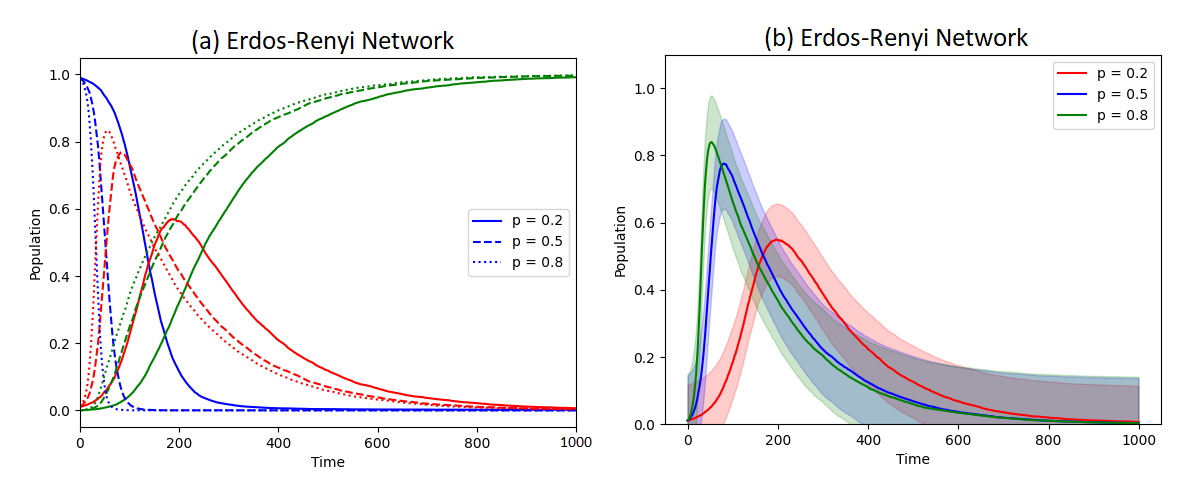 (a) Erdos-Renyi Network
1.0
0.8
0.6
0.4
0.2
0.0
Population
p = 0.2
p = 0.5
p = 0.8
0
200
400
600
800
1000
Time
(b) Erdos-Renyi Network
1.0
0.8
0.6
0.4
0.2
0.0
Population
p = 0.2
p = 0.5
p = 0.8
0
200
400
600
800
1000
Time